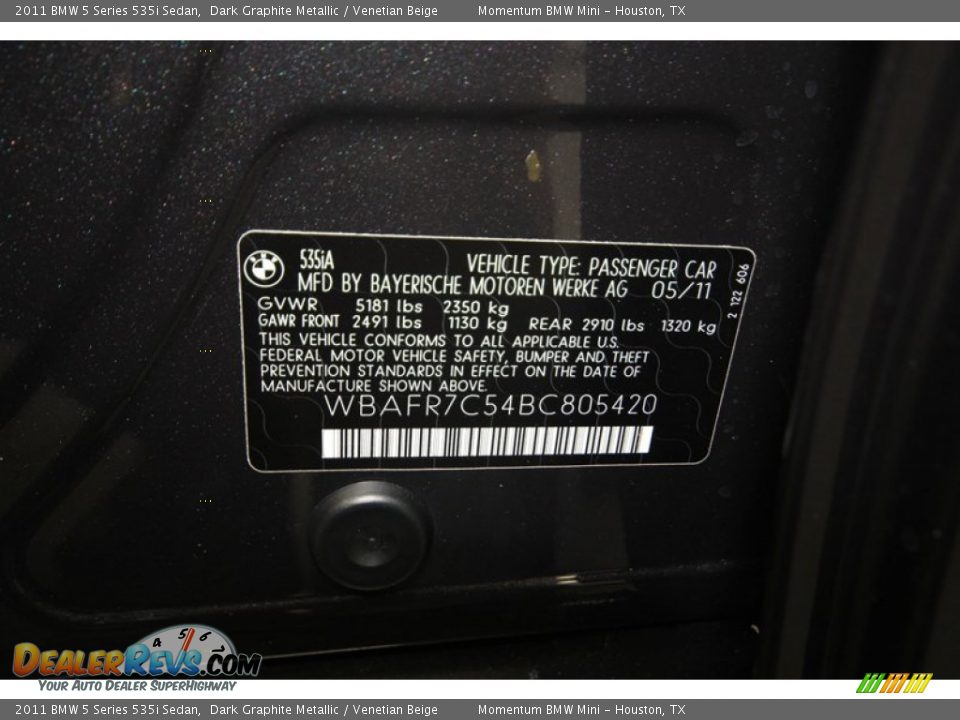 2011 BMW 5 Series 535i Sedan, Dark Graphite Metallic / Venetian Beige Momentum BMW Mini - Houston, TX
535iA VEHICLE TYPE: PASSENGER CAR
MFD BY BAYERISCHE MOTOREN WERKE AG 05/11
GVWR 5181 lbs 2350 kg
GAWR FRONT 2491 lbs 1130 kg REAR 2910 lbs 1320 kg
THIS VEHICLE CONFORMS TO ALL APPLICABLE U.S.
FEDERAL MOTOR VEHICLE SAFETY, BUMPER AND THEFT
PREVENTION STANDARDS IN EFFECT ON THE DATE OF
MANUFACTURE SHOWN ABOVE.
WBAFR7C54BC805420
2 122 606
4 5 6 7
DEALERREVS.COM
YOUR AUTO DEALER SUPERHIGHWAY
2011 BMW 5 Series 535i Sedan, Dark Graphite Metallic / Venetian Beige Momentum BMW Mini - Houston, TX